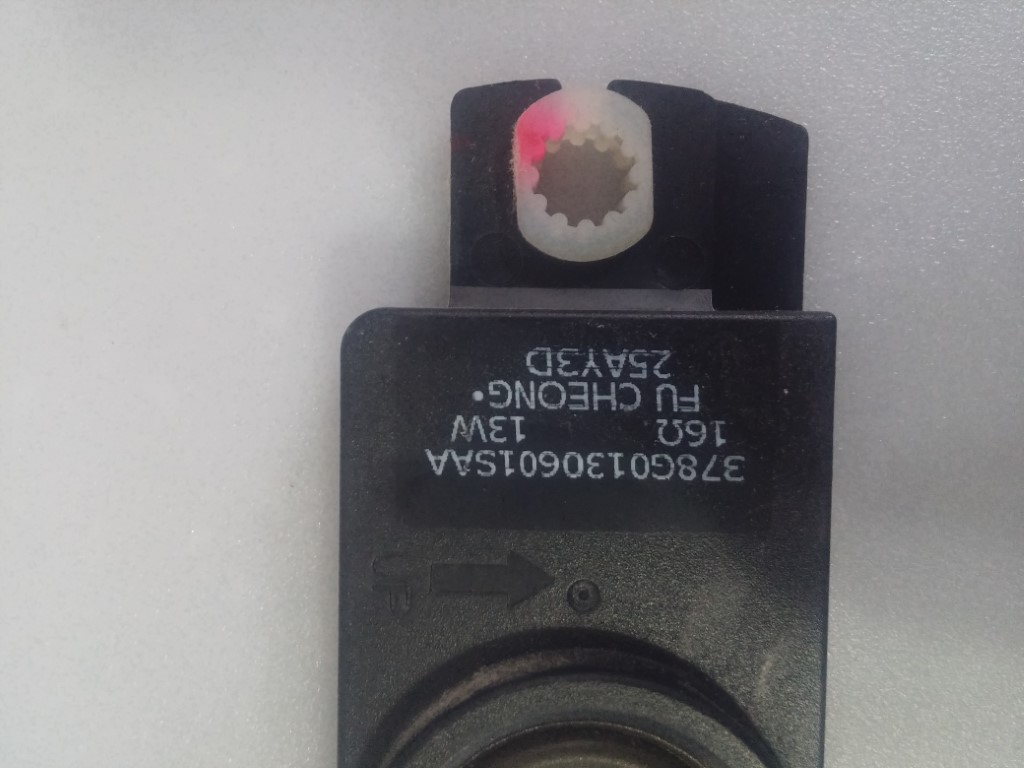 378G0130601SAA
16Ω 13W
FU CHEONG•
25AY3D
UP